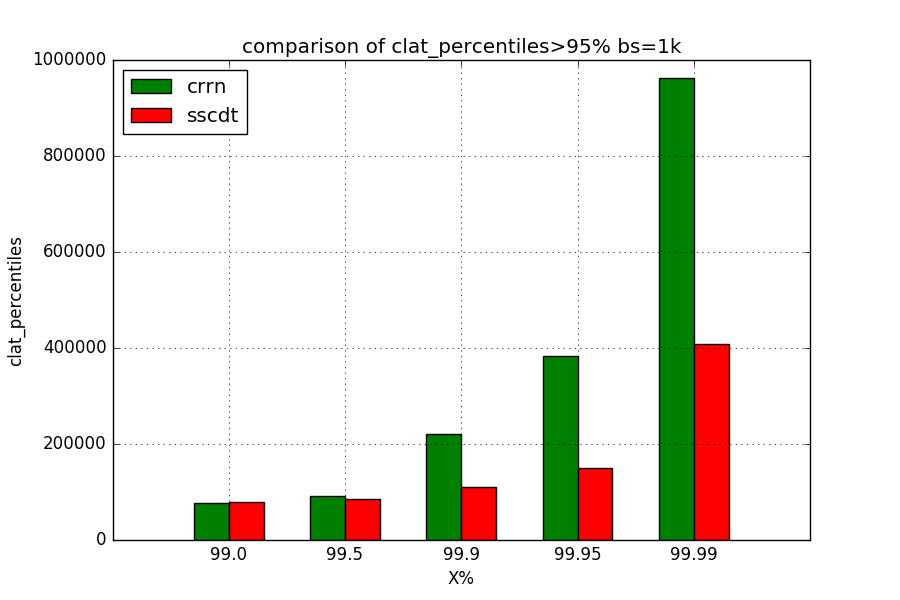 comparison of clat_percentiles>95% bs=1k
crrn
sscdt
1000000
800000
600000
400000
200000
0
clat_percentiles
99.0 99.5 99.9 99.95 99.99
X%